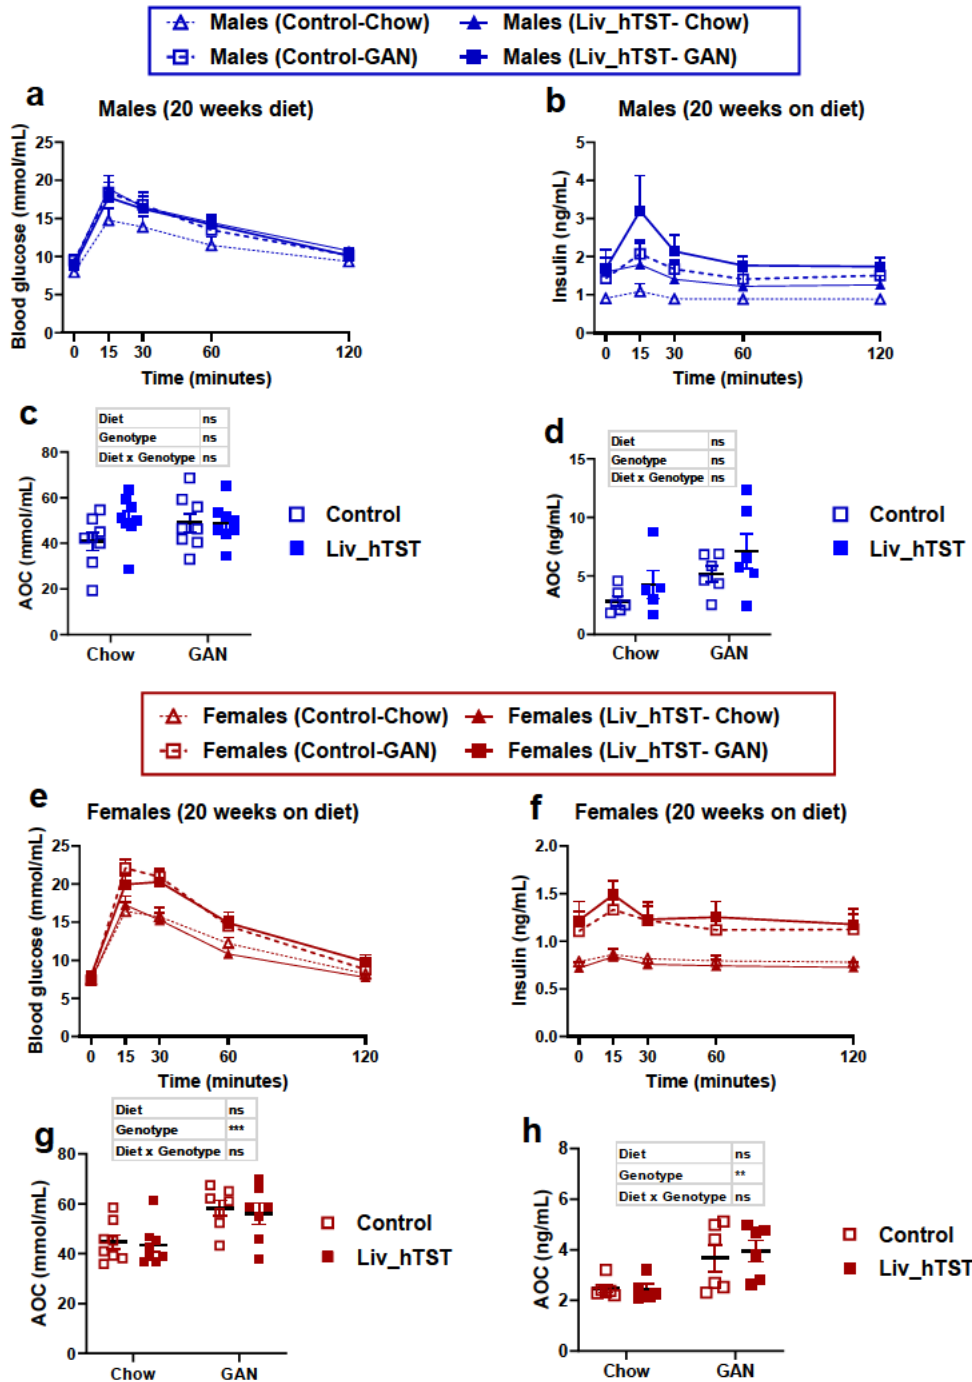 Males (Control-Chow) Males (Liv_hTST- Chow)
Males (Control-GAN) Males (Liv_hTST- GAN)
a Males (20 weeks diet)
Blood glucose (mmol/mL)
25
20
15
10
5
0
0 15 30 60 120
Time (minutes)
b Males (20 weeks on diet)
Insulin (ng/mL)
5
4
3
2
1
0
0 15 30 60 120
Time (minutes)
c
Diet ns
Genotype ns
Diet x Genotype ns
AOC (mmol/mL)
80
60
40
20
0
Chow GAN
Control
Liv_hTST
d
Diet ns
Genotype ns
Diet x Genotype ns
AOC (ng/mL)
15
10
5
0
Chow GAN
Control
Liv_hTST
Females (Control-Chow) Females (Liv_hTST- Chow)
Females (Control-GAN) Females (Liv_hTST- GAN)
e Females (20 weeks on diet)
Blood glucose (mmol/mL)
25
20
15
10
5
0
0 15 30 60 120
Time (minutes)
f Females (20 weeks on diet)
Insulin (ng/mL)
2.0
1.5
1.0
0.5
0.0
0 15 30 60 120
Time (minutes)
g
Diet ns
Genotype ***
Diet x Genotype ns
AOC (mmol/mL)
80
60
40
20
0
Chow GAN
Control
Liv_hTST
h
Diet ns
Genotype **
Diet x Genotype ns
AOC (ng/mL)
8
6
4
2
0
Chow GAN
Control
Liv_hTST